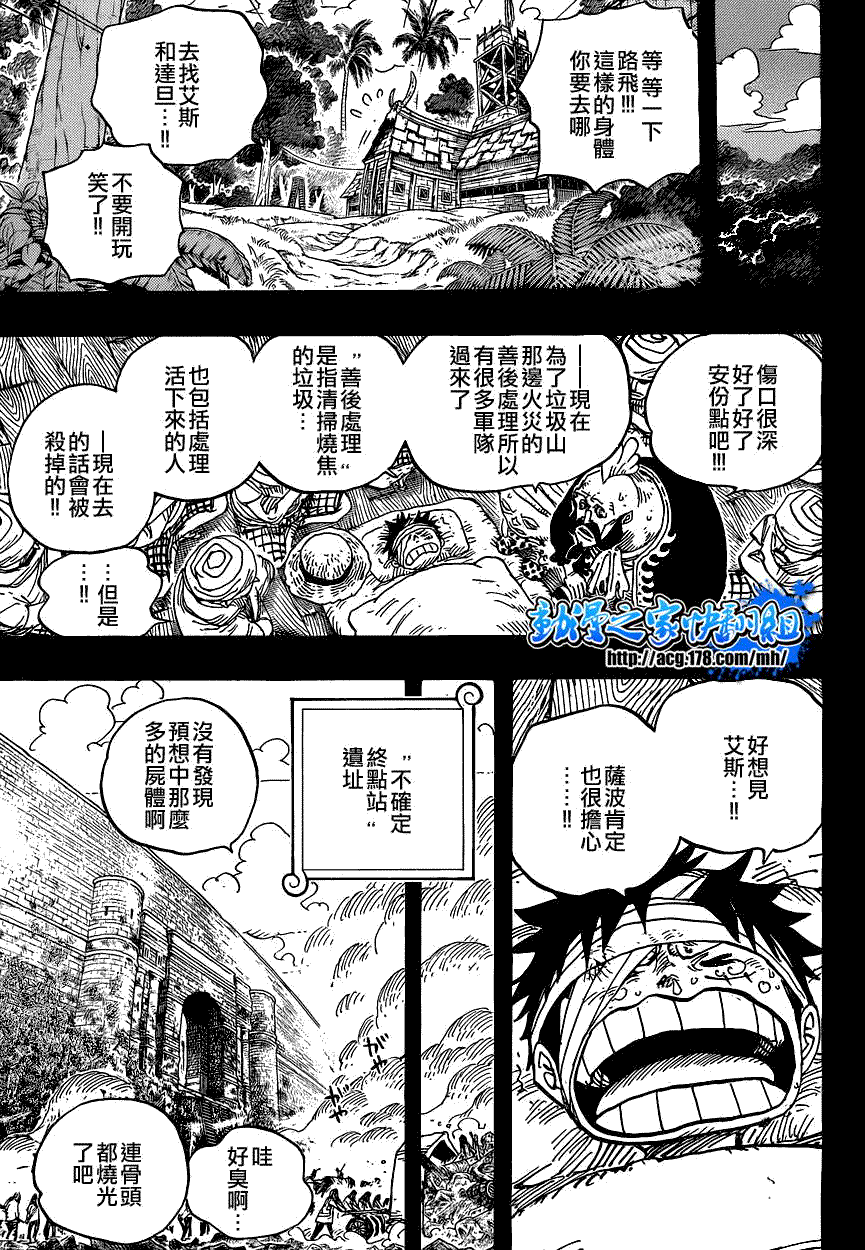 等等一下
路飛!!!
這樣的身體
你要去哪
去找艾斯
和達旦…!!
不要開玩
笑了!!
傷口很深
好了好了
安份點吧!!!
——現在
為了垃圾山
那邊火災的
善後處理所以
有很多軍隊
過來了
”善後處理“
是指清掃燒焦
的垃圾…
也包括處理
活下來的人
——現在去
的話會被
殺掉的!!
…但是
…!!
動漫之家快翻組
http://acg.178.com/mh/
好想見
艾斯…!!
薩波肯定
也很擔心
……!!
”不確定
終點站“
遺址
沒有發現
預想中那麼
多的屍體啊
ガヤ
ガヤ
哇
好臭啊…
連骨頭
都燒光
了吧